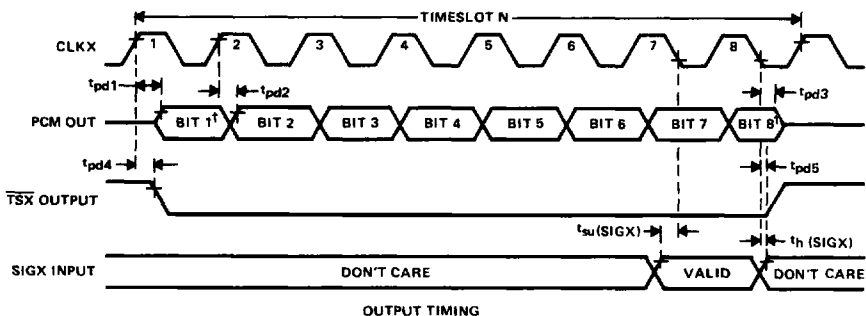 TIMESLOT N
CLKX 1 2 3 4 5 6 7 8
tpd1 tpd2 tpd3
PCM OUT BIT 1† BIT 2 BIT 3 BIT 4 BIT 5 BIT 6 BIT 7 BIT 8†
tpd4 tpd5
TSX OUTPUT
tsu(SIGX) th (SIGX)
SIGX INPUT DON'T CARE VALID DON'T CARE
OUTPUT TIMING